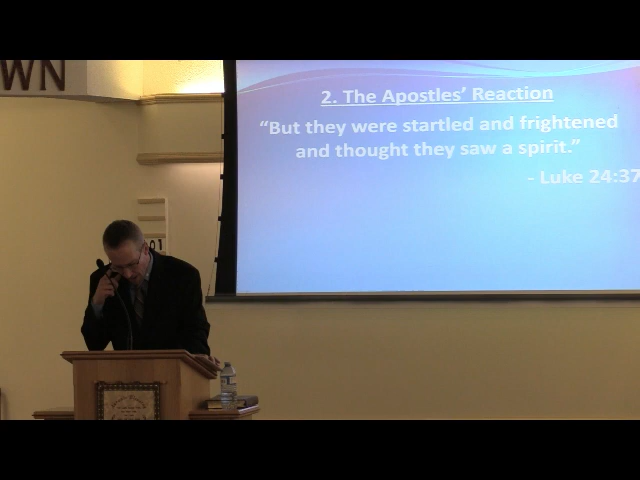 WN
2. The Apostles’ Reaction
“But they were startled and frightened
and thought they saw a spirit.”
- Luke 24:37
01